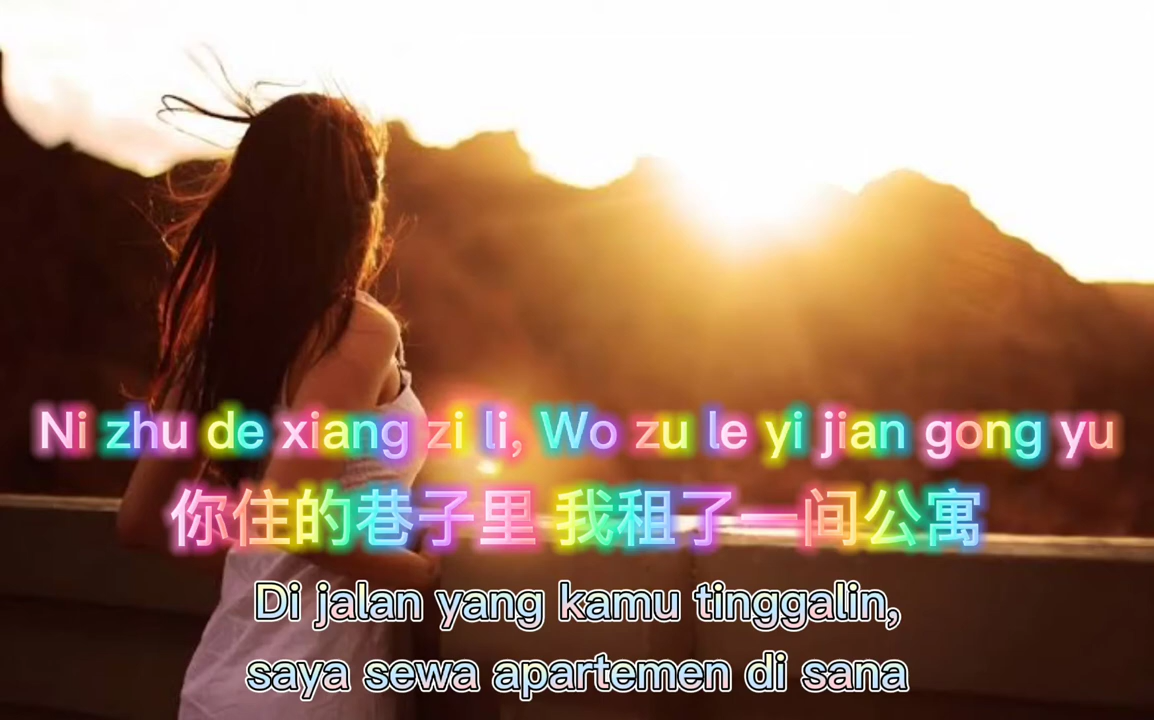 Ni zhu de xiang zi li, Wo zu le yi jian gong yu
你住的巷子里 我租了一间公寓
Di jalan yang kamu tinggalin,
saya sewa apartemen di sana